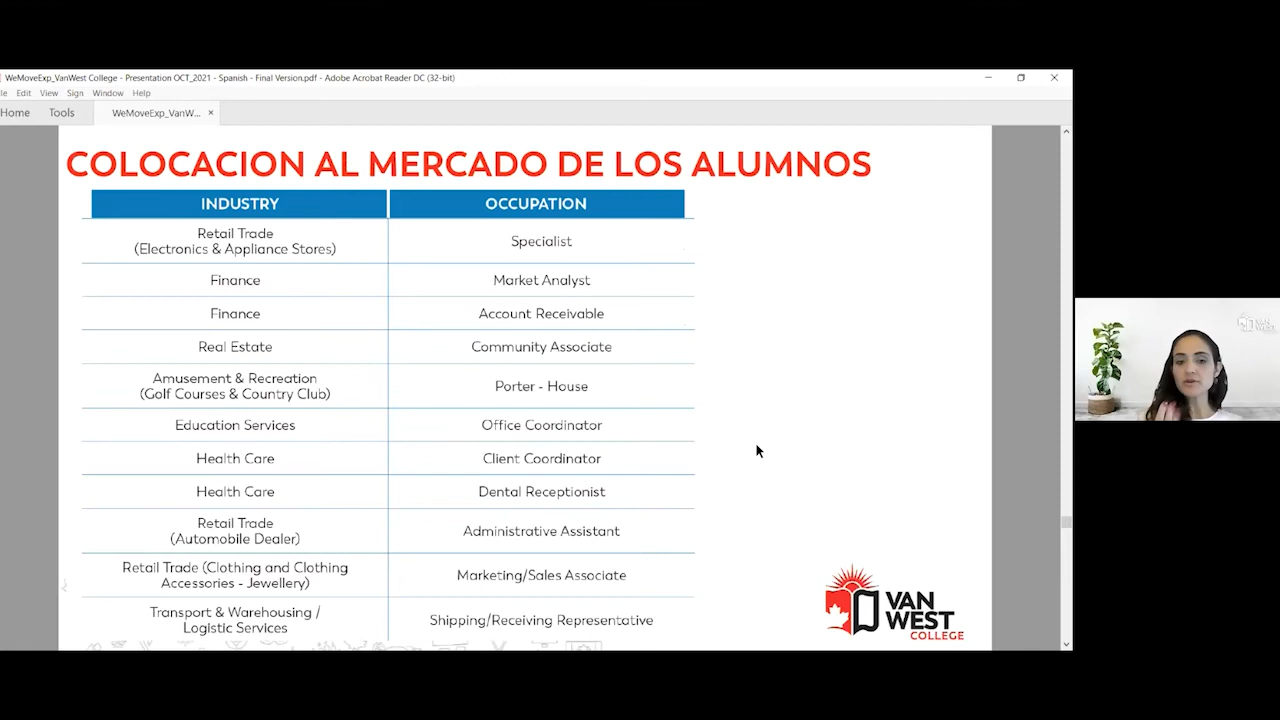 WeMoveExp_VanWest College - Presentation OCT_2021 - Spanish - Final Version.pdf - Adobe Acrobat Reader DC (32-bit)
Edit View Sign Window Help
Home Tools WeMoveExp_VanW... ×
COLOCACION AL MERCADO DE LOS ALUMNOS
INDUSTRY OCCUPATION
Retail Trade
(Electronics & Appliance Stores)
Specialist
Finance Market Analyst
Finance Account Receivable
Real Estate Community Associate
Amusement & Recreation
(Golf Courses & Country Club)
Porter - House
Education Services Office Coordinator
Health Care Client Coordinator
Health Care Dental Receptionist
Retail Trade
(Automobile Dealer)
Administrative Assistant
Retail Trade (Clothing and Clothing
Accessories - Jewellery)
Marketing/Sales Associate
Transport & Warehousing /
Logistic Services
Shipping/Receiving Representative
VAN
WEST
COLLEGE
VAN
WEST